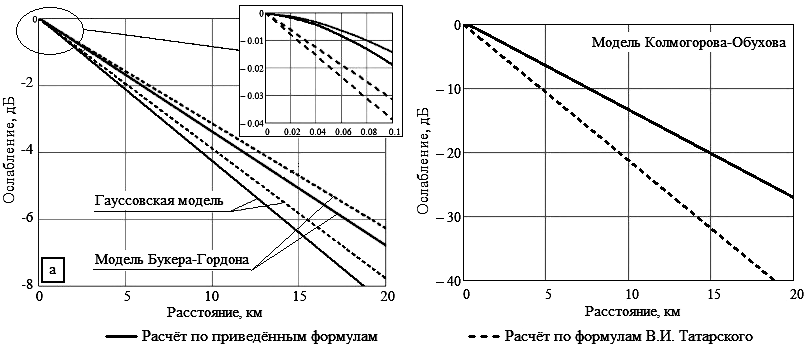 0
-2
-4
-6
-8
Ослабление, дБ
0
-0.01
-0.02
-0.03
-0.04
0 0.02 0.04 0.06 0.08 0.1
Гауссовская модель
Модель Букера-Гордона
а
0 5 10 15 20
Расстояние, км
0
-10
-20
-30
-40
Ослабление, дБ
Модель Колмогорова-Обухова
0 5 10 15 20
Расстояние, км
Расчёт по приведённым формулам
Расчёт по формулам В.И. Татарского